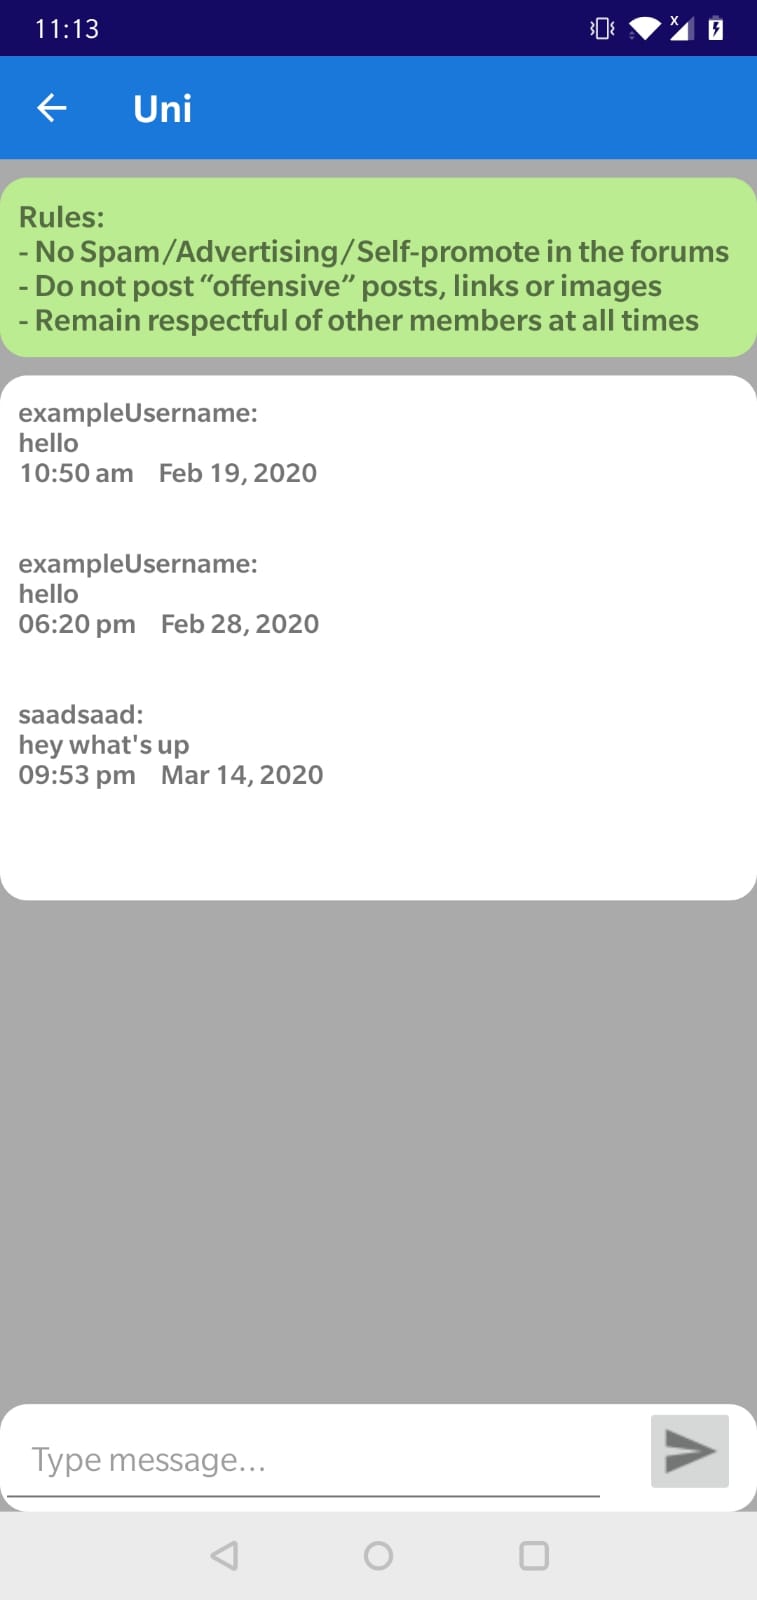 11:13
x
Uni
Rules:
- No Spam/Advertising/Self-promote in the forums
- Do not post “offensive” posts, links or images
- Remain respectful of other members at all times
exampleUsername:
hello
10:50 am Feb 19, 2020
exampleUsername:
hello
06:20 pm Feb 28, 2020
saadsaad:
hey what's up
09:53 pm Mar 14, 2020
Type message...